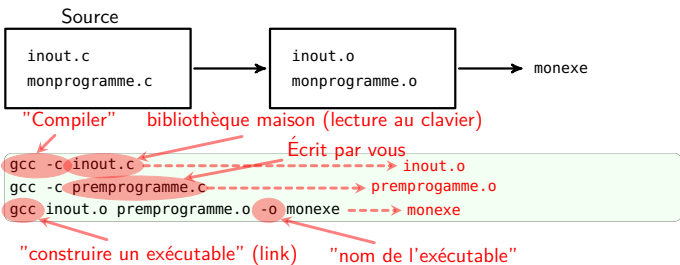 Source
inout.c
monprogramme.c
inout.o
monprogramme.o
monexe
"Compiler"
bibliothèque maison (lecture au clavier)
Écrit par vous
gcc -c inout.c
inout.o
gcc -c premprogramme.c
premprogamme.o
gcc inout.o premprogramme.o -o monexe
monexe
"construire un exécutable" (link)
"nom de l'exécutable"